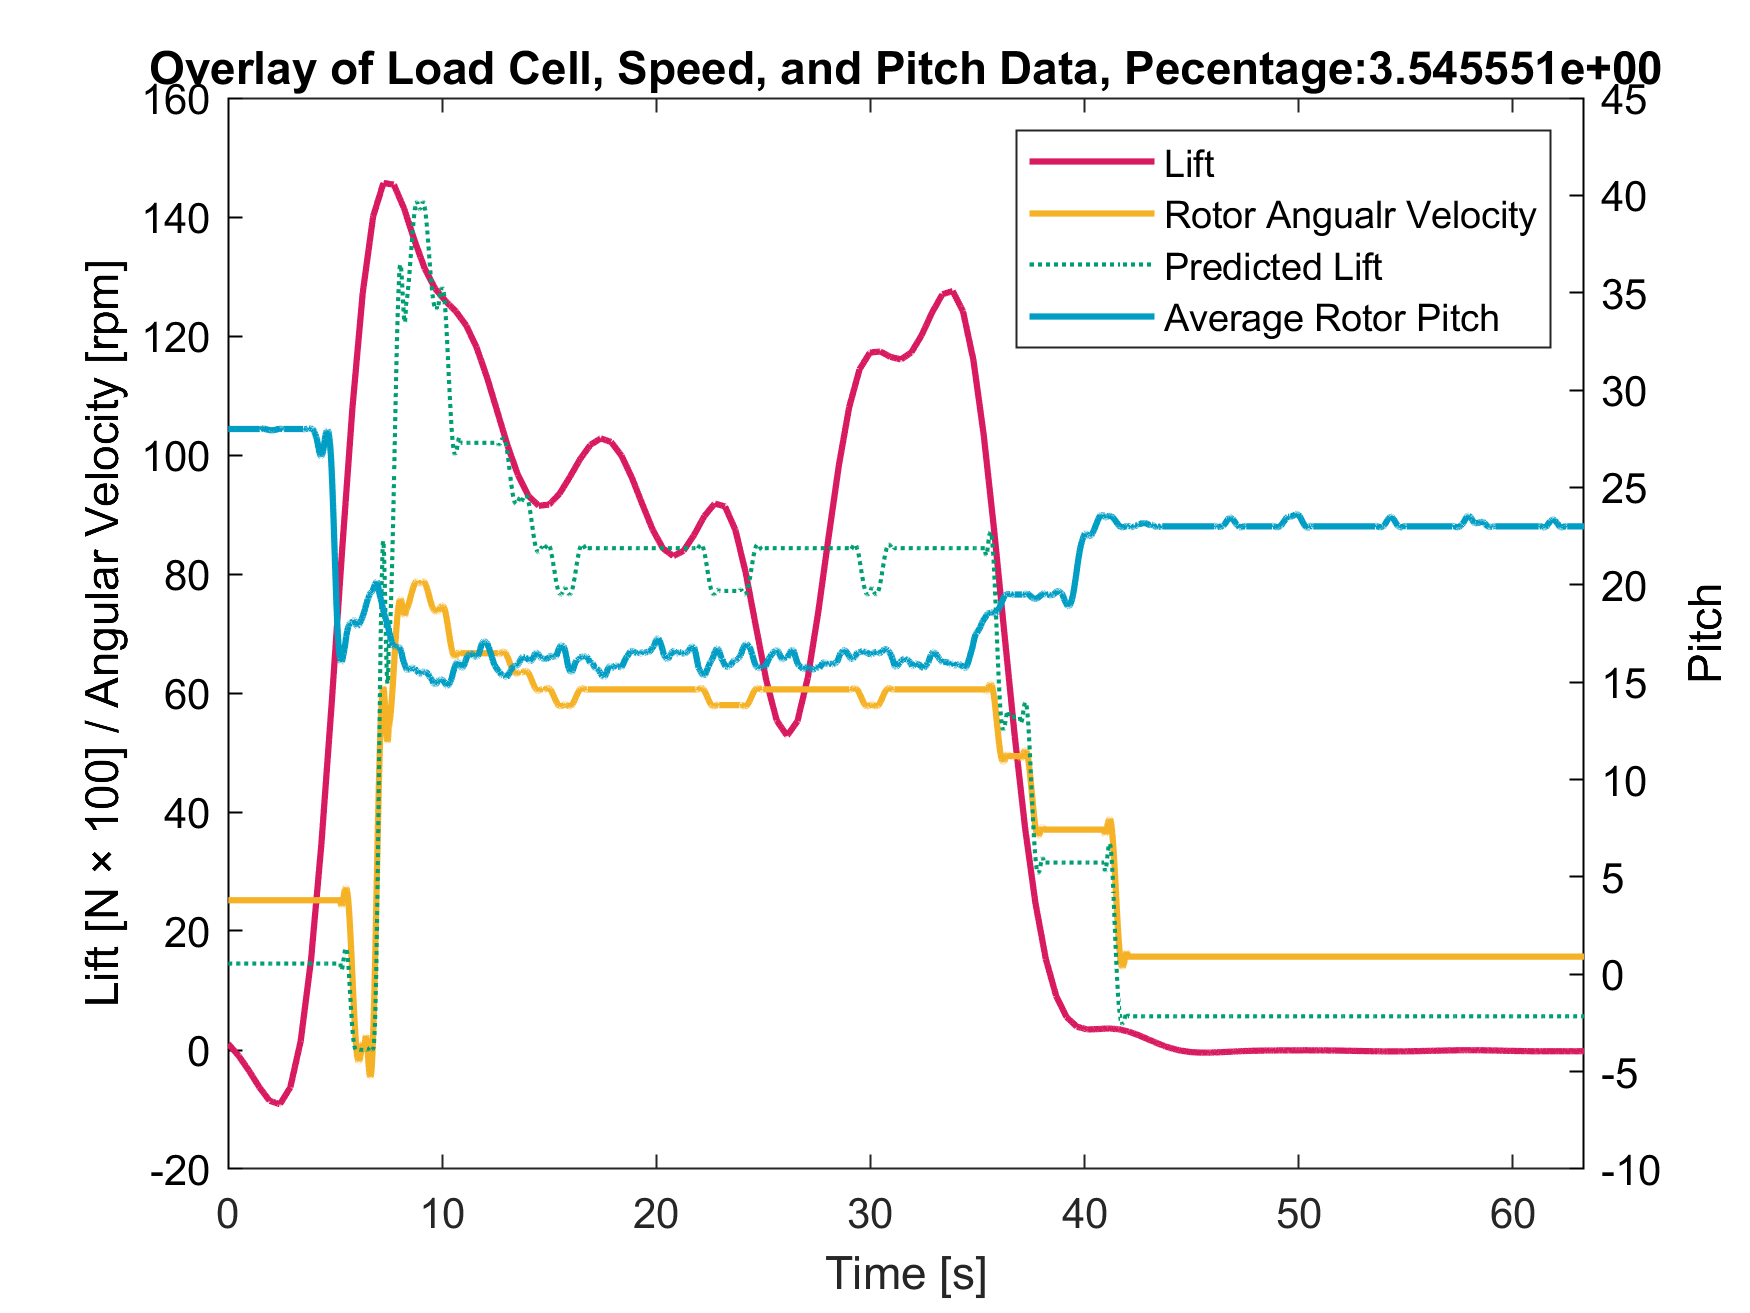 Overlay of Load Cell, Speed, and Pitch Data, Pecentage:3.545551e+00
Lift [N × 100] / Angular Velocity [rpm]
160
140
120
100
80
60
40
20
0
-20
Lift
Rotor Angualr Velocity
Predicted Lift
Average Rotor Pitch
45
40
35
30
25
20
15
10
5
0
-5
-10
Pitch
0 10 20 30 40 50 60
Time [s]